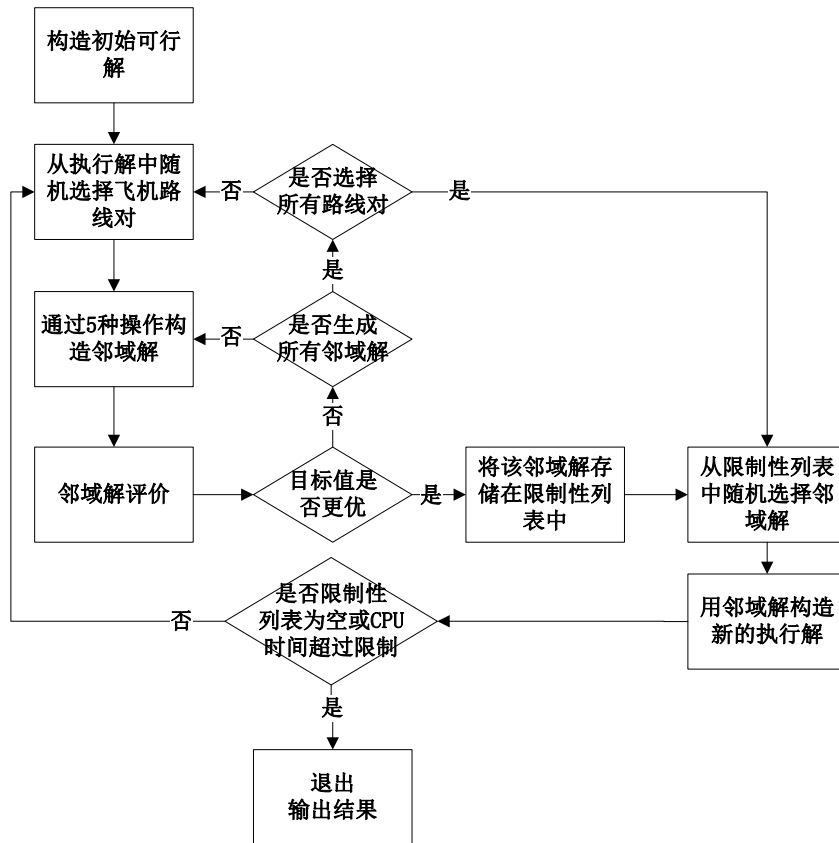 构造初始可行
解
从执行解中随
机选择飞机路
线对
否
是否选择
所有路线对
是
是
通过5种操作构
造邻域解
否
是否生成
所有邻域解
否
邻域解评价
目标值是
否更优
是
将该邻域解存
储在限制性列
表中
从限制性列表
中随机选择邻
域解
否
是否限制性
列表为空或CPU
时间超过限制
用邻域解构造
新的执行解
是
退出
输出结果